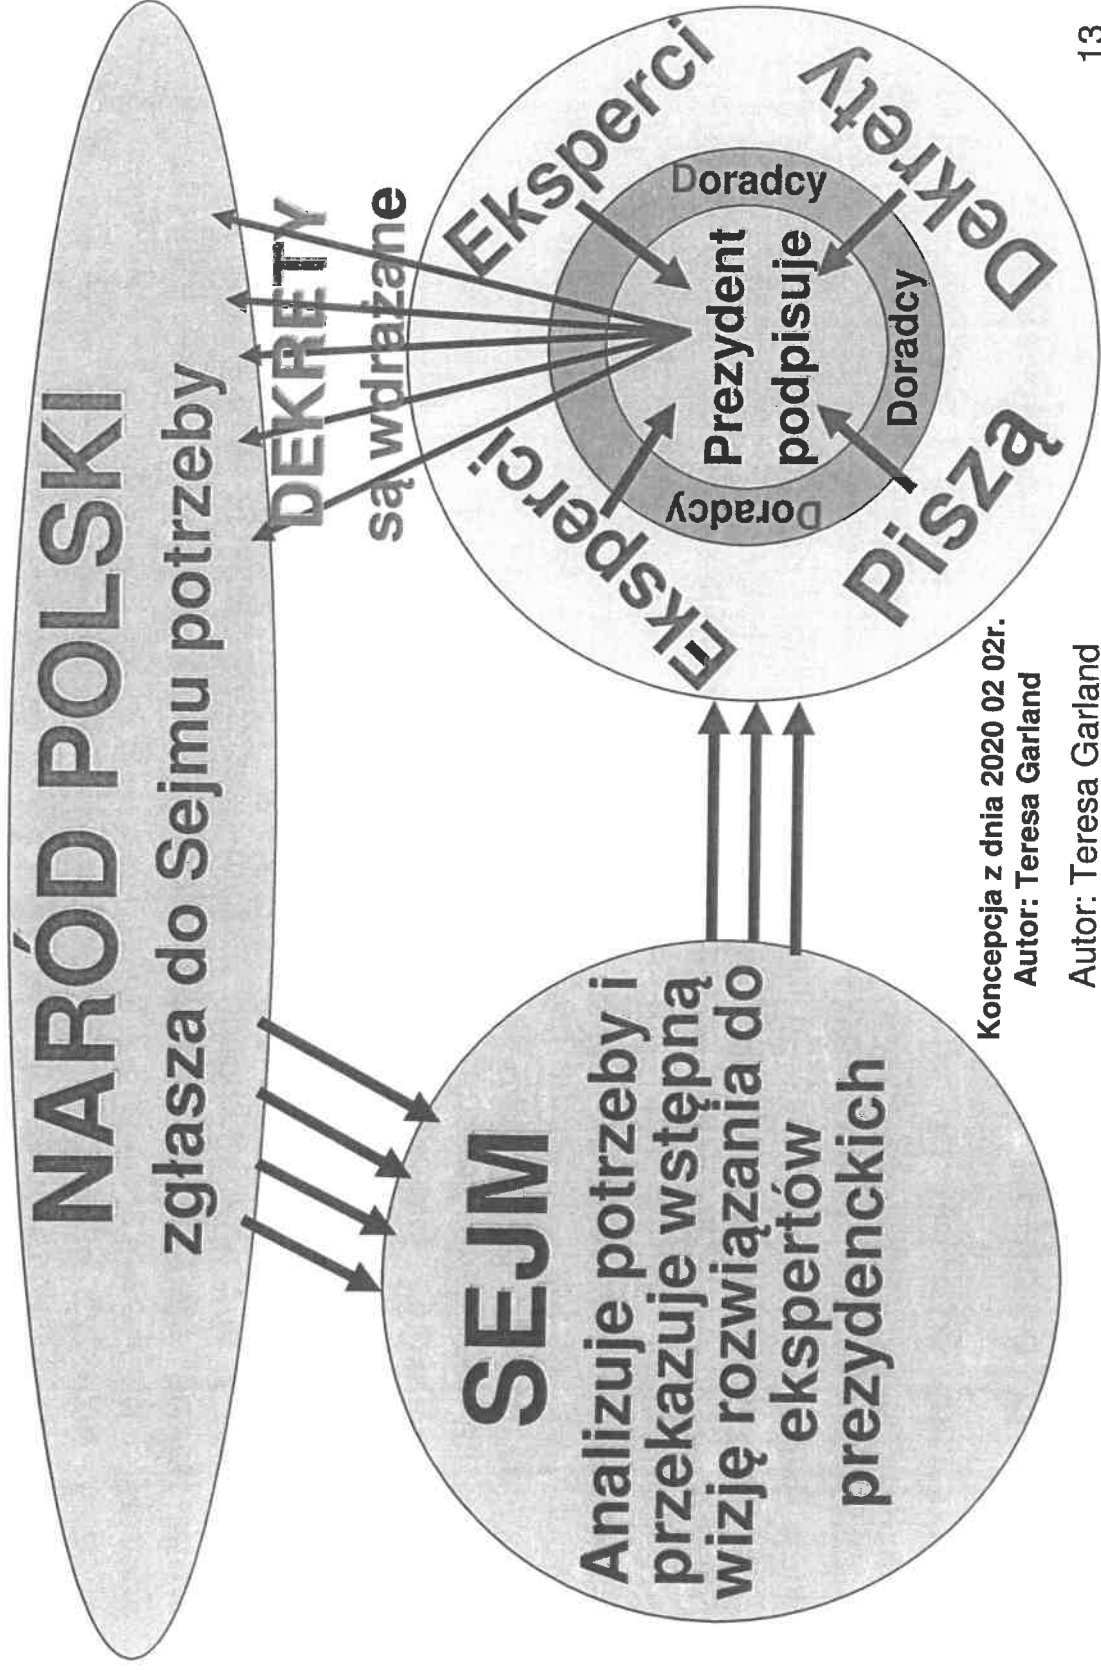 NARÓD POLSKI
zgłasza do Sejmu potrzeby
SEJM
Analizuje potrzeby i
przekazuje wstępną
wizję rozwiązania do
ekspertów
prezydenckich
DEKRETY
są wdrażane
Eksperci
Eksperci
Piszą
Dekrety
Doradcy
Doradcy
Doradcy
Prezydent
podpisuje
Koncepcja z dnia 2020 02 02r.
Autor: Teresa Garland
Autor: Teresa Garland
13